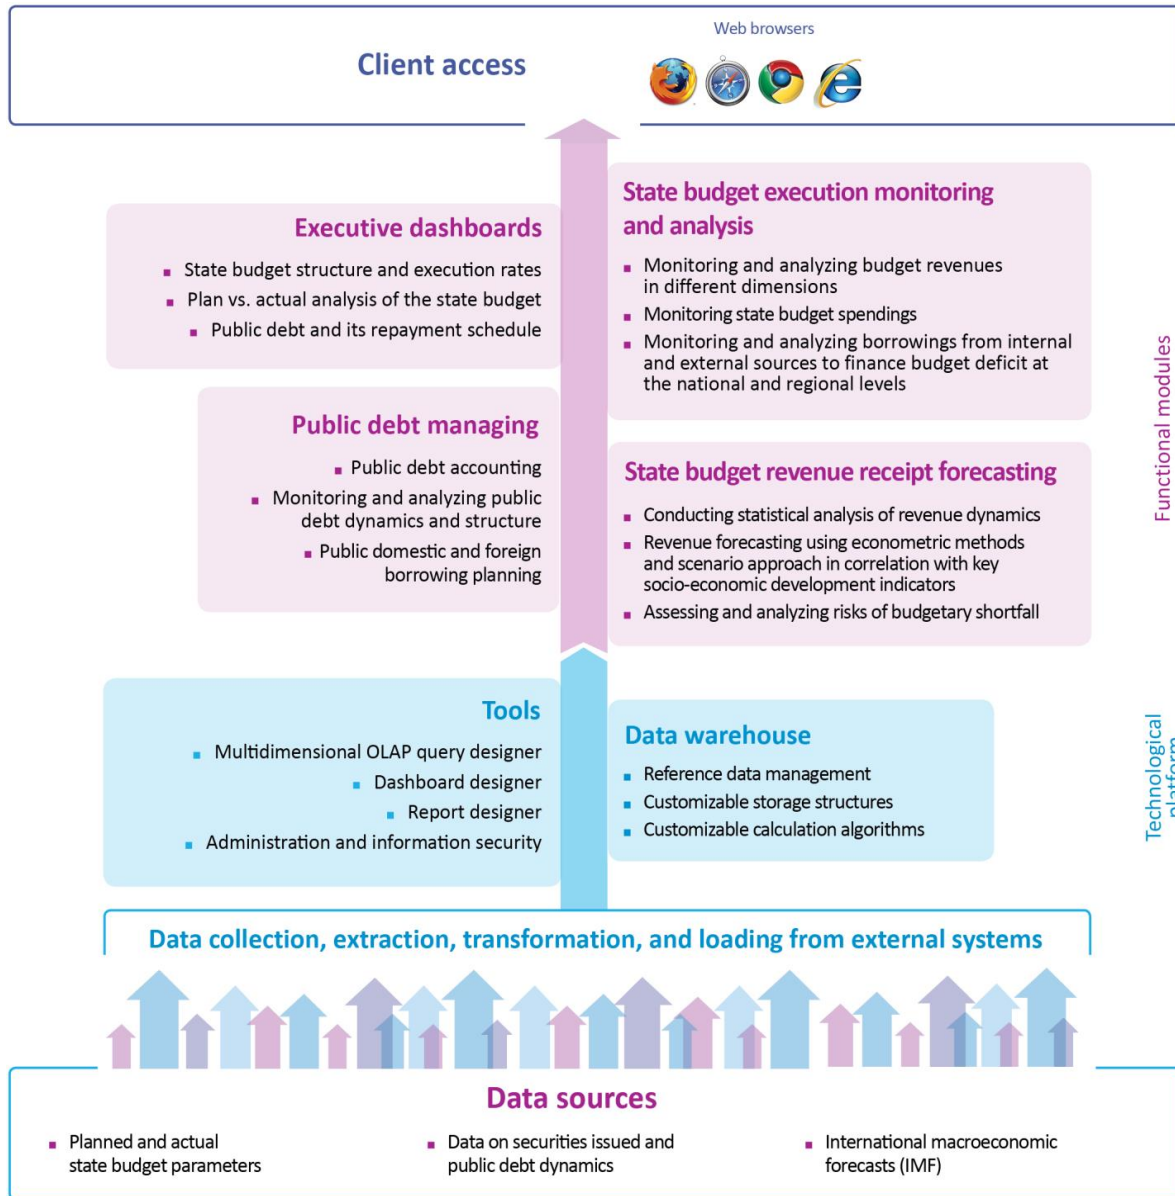 Web browsers
Client access
Executive dashboards
▪ State budget structure and execution rates
▪ Plan vs. actual analysis of the state budget
▪ Public debt and its repayment schedule
State budget execution monitoring
and analysis
▪ Monitoring and analyzing budget revenues
in different dimensions
▪ Monitoring state budget spendings
▪ Monitoring and analyzing borrowings from internal
and external sources to finance budget deficit at
the national and regional levels
Public debt managing
▪ Public debt accounting
▪ Monitoring and analyzing public
debt dynamics and structure
▪ Public domestic and foreign
borrowing planning
State budget revenue receipt forecasting
▪ Conducting statistical analysis of revenue dynamics
▪ Revenue forecasting using econometric methods
and scenario approach in correlation with key
socio-economic development indicators
▪ Assessing and analyzing risks of budgetary shortfall
Functional modules
Tools
▪ Multidimensional OLAP query designer
▪ Dashboard designer
▪ Report designer
▪ Administration and information security
Data warehouse
▪ Reference data management
▪ Customizable storage structures
▪ Customizable calculation algorithms
Technological
platform
Data collection, extraction, transformation, and loading from external systems
Data sources
▪ Planned and actual
state budget parameters
▪ Data on securities issued and
public debt dynamics
▪ International macroeconomic
forecasts (IMF)